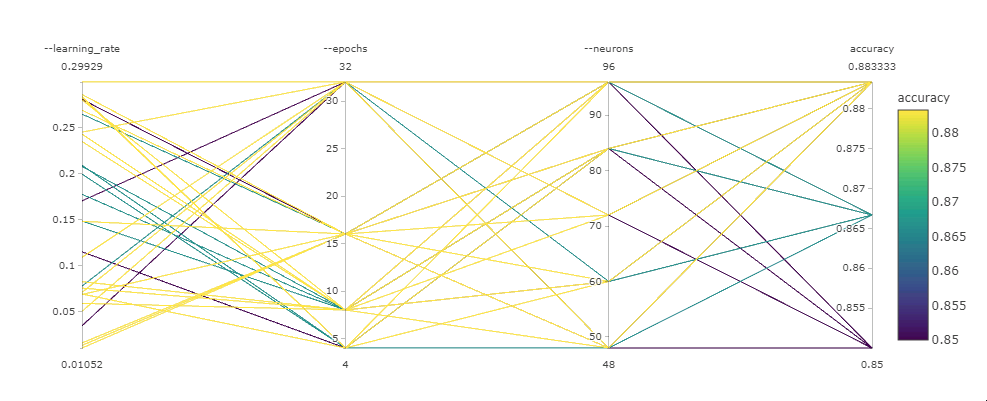 --learning_rate --epochs --neurons accuracy
0.29929 32 96 0.883333
accuracy
30 90 0.88 0.88
0.25 25 0.875 0.875
0.2 20 80 0.87 0.87
0.15 15 70 0.865 0.865
0.1 10 60 0.86 0.86
0.05 5 50 0.855 0.855
0.85
0.01052 4 48 0.85